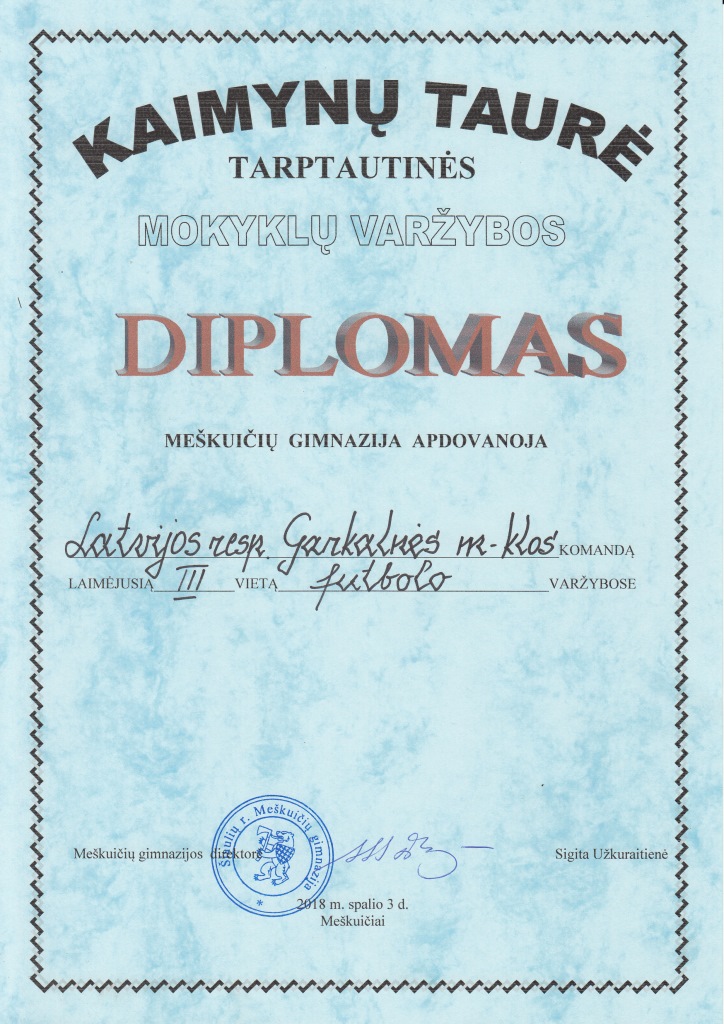 KAIMYNŲ TAURĖ
TARPTAUTINĖS
MOKYKLŲ VARŽYBOS
DIPLOMAS
MEŠKUIČIŲ GIMNAZIJA APDOVANOJA
Latvijos resp. Garkalnės m-klos KOMANDĄ
LAIMĖJUSIĄ III VIETĄ futbolo VARŽYBOSE
Šiaulių r. Meškuičių gimnazija
Meškuičių gimnazijos direktorė Sigita Užkuraitienė
2018 m. spalio 3 d.
Meškuičiai